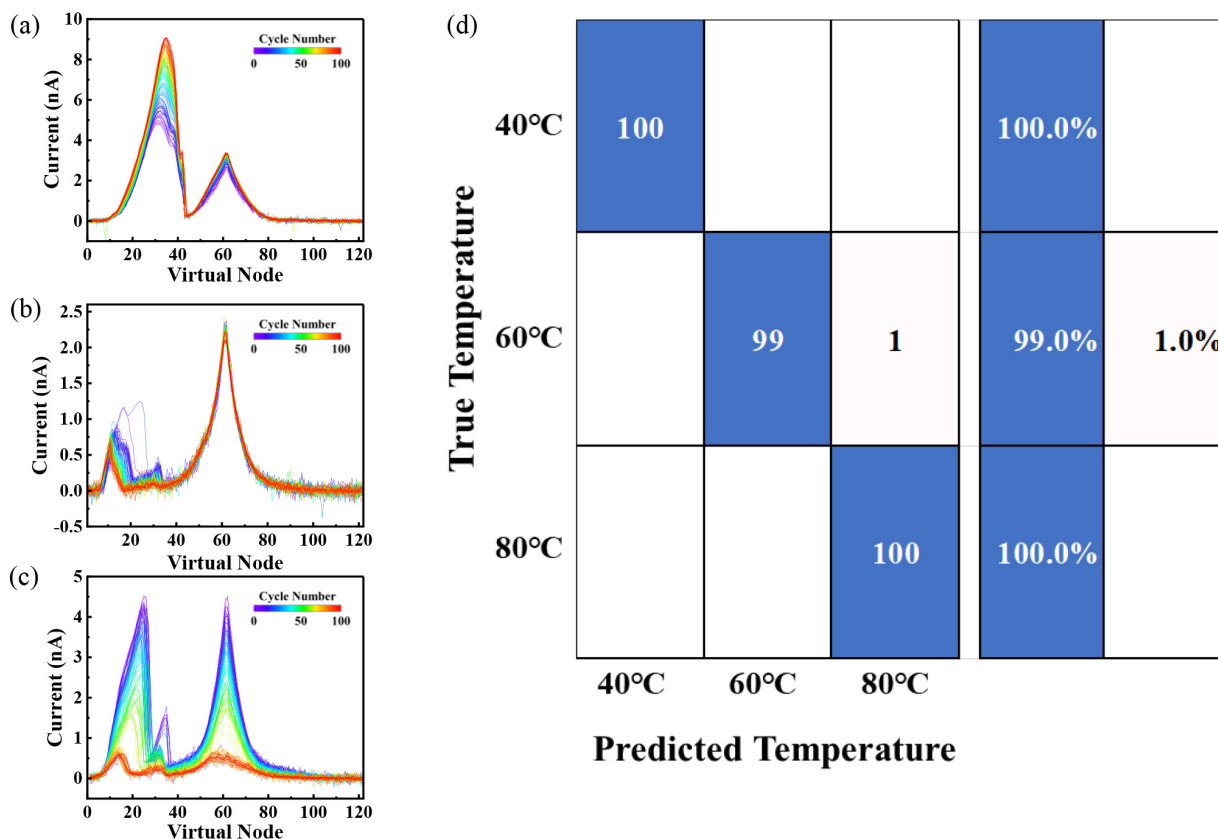 (a)
10
8
6
4
2
0
Current (nA)
Cycle Number
0 50 100
0 20 40 60 80 100 120
Virtual Node
(b)
2.5
2.0
1.5
1.0
0.5
0.0
-0.5
Current (nA)
Cycle Number
0 50 100
20 40 60 80 100 120
Virtual Node
(c)
5
4
3
2
1
0
Current (nA)
Cycle Number
0 50 100
0 20 40 60 80 100 120
Virtual Node
(d)
True Temperature
40°C 100 100.0%
60°C 99 1 99.0% 1.0%
80°C 100 100.0%
40°C 60°C 80°C
Predicted Temperature